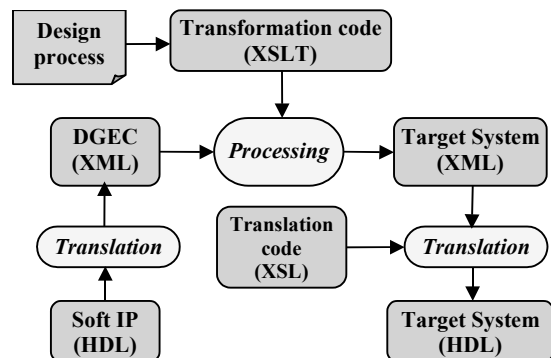 Design
process
Transformation code
(XSLT)
DGEC
(XML)
Processing
Target System
(XML)
Translation
Translation
code
(XSL)
Translation
Soft IP
(HDL)
Target System
(HDL)